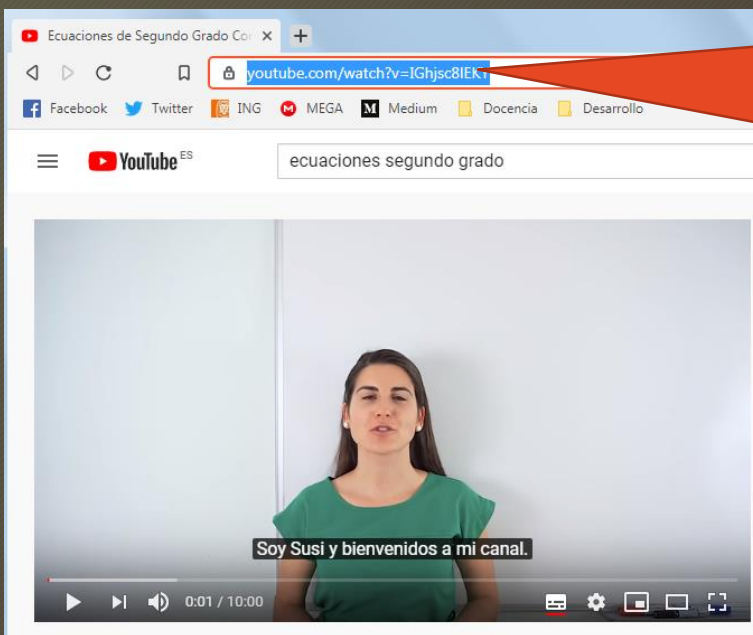 Ecuaciones de Segundo Grado Co
youtube.com/watch?v=IGhjsc8IEKY
Facebook Twitter ING MEGA Medium Docencia Desarrollo
YouTube ES
ecuaciones segundo grado
Soy Susi y bienvenidos a mi canal.
0:01 / 10:00